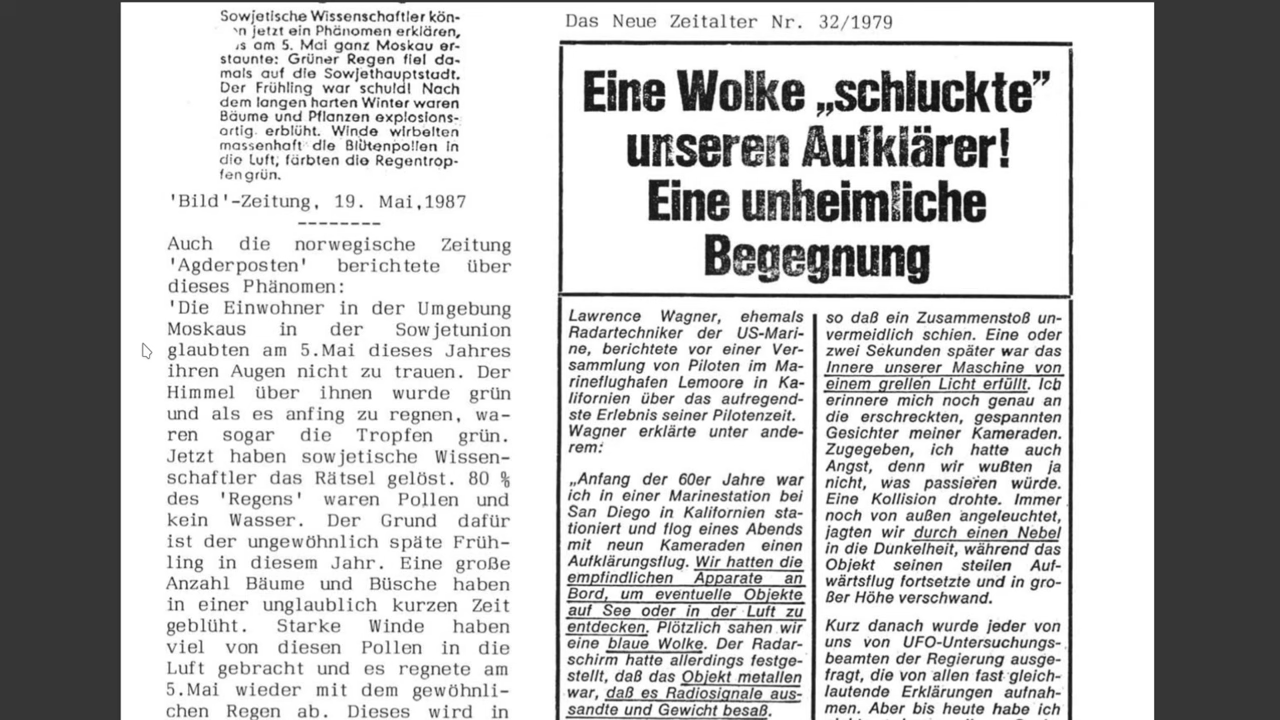 Sowjetische Wissenschaftler kön-
jetzt ein Phänomen erklären,
am 5. Mai ganz Moskau er-
staunte: Grüner Regen fiel da-
mals auf die Sowjethauptstadt.
Der Frühling war schuld! Nach
dem langen harten Winter waren
Bäume und Pflanzen explosions-
artig erblüht. Winde wirbelten
massenhaft die Blütenpollen in
die Luft, färbten die Regentrop-
fen grün.
'Bild'-Zeitung, 19. Mai,1987
--------
Auch die norwegische Zeitung
'Agderposten' berichtete über
dieses Phänomen:
'Die Einwohner in der Umgebung
Moskaus in der Sowjetunion
glaubten am 5.Mai dieses Jahres
ihren Augen nicht zu trauen. Der
Himmel über ihnen wurde grün
und als es anfing zu regnen, wa-
ren sogar die Tropfen grün.
Jetzt haben sowjetische Wissen-
schaftler das Rätsel gelöst. 80 %
des 'Regens' waren Pollen und
kein Wasser. Der Grund dafür
ist der ungewöhnlich späte Früh-
ling in diesem Jahr. Eine große
Anzahl Bäume und Büsche haben
in einer unglaublich kurzen Zeit
geblüht. Starke Winde haben
viel von diesen Pollen in die
Luft gebracht und es regnete am
5.Mai wieder mit dem gewöhnli-
chen Regen ab. Dieses wird in
Das Neue Zeitalter Nr. 32/1979
Eine Wolke „schluckte”
unseren Aufklärer!
Eine unheimliche
Begegnung
Lawrence Wagner, ehemals
Radartechniker der US-Mari-
ne, berichtete vor einer Ver-
sammlung von Piloten im Ma-
rineflughafen Lemoore in Ka-
lifornien über das aufregend-
ste Erlebnis seiner Pilotenzeit.
Wagner erklärte unter ande-
rem:
„Anfang der 60er Jahre war
ich in einer Marinestation bei
San Diego in Kalifornien sta-
tioniert und flog eines Abends
mit neun Kameraden einen
Aufklärungsflug. Wir hatten die
empfindlichen Apparate an
Bord, um eventuelle Objekte
auf See oder in der Luft zu
entdecken. Plötzlich sahen wir
eine blaue Wolke. Der Radar-
schirm hatte allerdings festge-
stellt, daß das Objekt metallen
war, daß es Radiosignale aus-
sandte und Gewicht besaß,
so daß ein Zusammenstoß un-
vermeidlich schien. Eine oder
zwei Sekunden später war das
Innere unserer Maschine von
einem grellen Licht erfüllt. Ich
erinnere mich noch genau an
die erschreckten, gespannten
Gesichter meiner Kameraden.
Zugegeben, ich hatte auch
Angst, denn wir wußten ja
nicht, was passieren würde.
Eine Kollision drohte. Immer
noch von außen angeleuchtet,
jagten wir durch einen Nebel
in die Dunkelheit, während das
Objekt seinen steilen Auf-
wärtsflug fortsetzte und in gro-
ßer Höhe verschwand.
Kurz danach wurde jeder von
uns von UFO-Untersuchungs-
beamten der Regierung ausge-
fragt, die von allen fast gleich-
lautende Erklärungen aufnah-
men. Aber bis heute habe ich